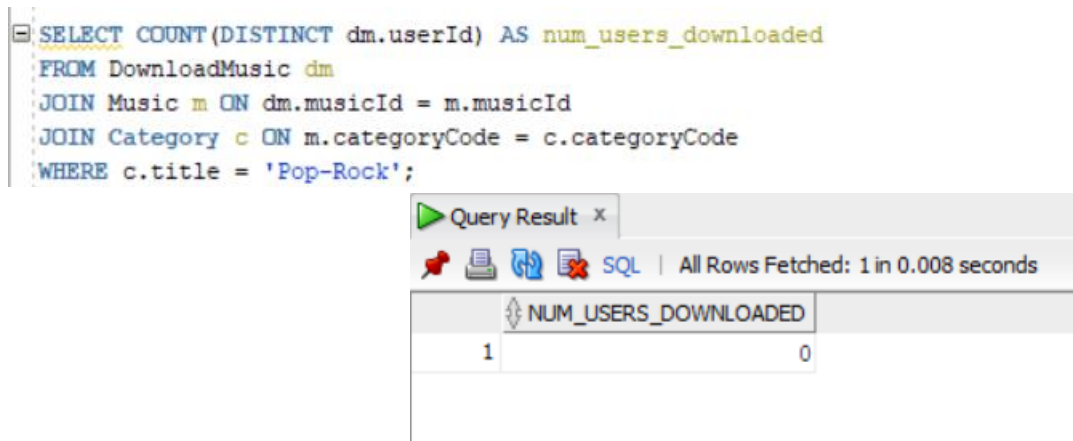 SELECT COUNT(DISTINCT dm.userId) AS num_users_downloaded
FROM DownloadMusic dm
JOIN Music m ON dm.musicId = m.musicId
JOIN Category c ON m.categoryCode = c.categoryCode
WHERE c.title = 'Pop-Rock';
Query Result x
SQL | All Rows Fetched: 1 in 0.008 seconds
NUM_USERS_DOWNLOADED
1 0